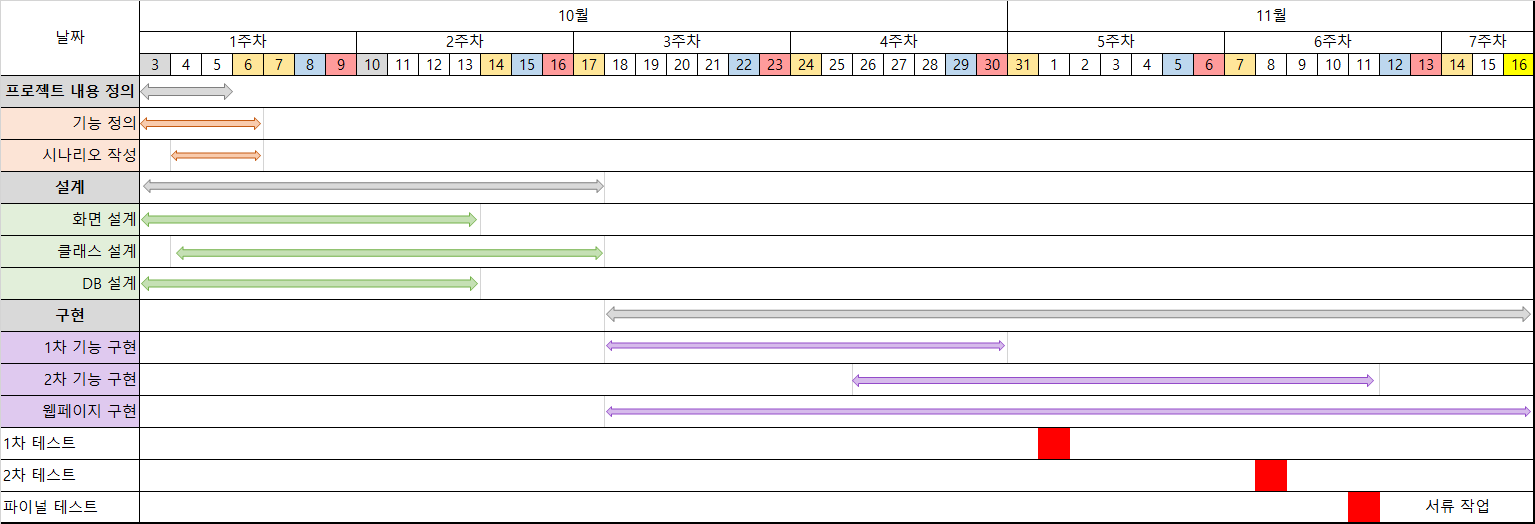 날짜
10월 11월
1주차 2주차 3주차 4주차 5주차 6주차 7주차
3 4 5 6 7 8 9 10 11 12 13 14 15 16 17 18 19 20 21 22 23 24 25 26 27 28 29 30 31 1 2 3 4 5 6 7 8 9 10 11 12 13 14 15 16
프로젝트 내용 정의
기능 정의
시나리오 작성
설계
화면 설계
클래스 설계
DB 설계
구현
1차 기능 구현
2차 기능 구현
웹페이지 구현
1차 테스트
2차 테스트
파이널 테스트 서류 작업